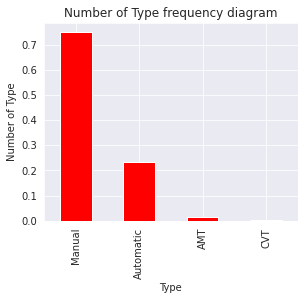 Number of Type frequency diagram
Number of Type
0.7
0.6
0.5
0.4
0.3
0.2
0.1
0.0
Manual
Automatic
AMT
CVT
Type